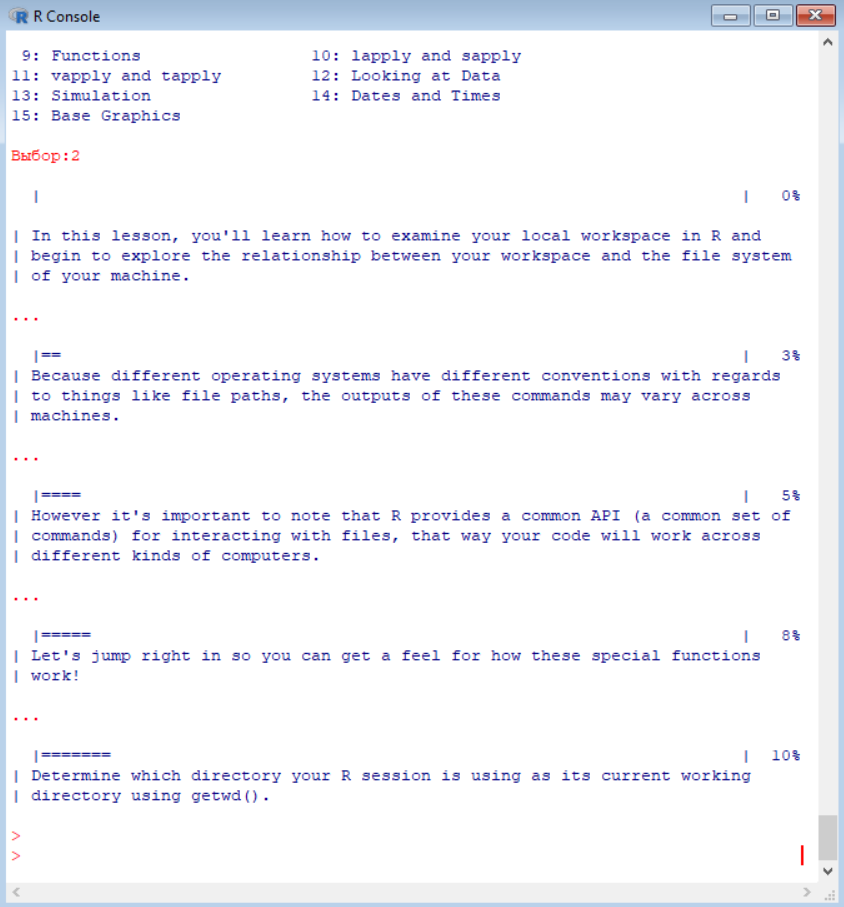 R Console
 9: Functions                 10: lapply and sapply
11: vapply and tapply         12: Looking at Data
13: Simulation                14: Dates and Times
15: Base Graphics
Выбор:2
  |                                                                      |   0%
| In this lesson, you'll learn how to examine your local workspace in R and
| begin to explore the relationship between your workspace and the file system
| of your machine.
...
  |==                                                                    |   3%
| Because different operating systems have different conventions with regards
| to things like file paths, the outputs of these commands may vary across
| machines.
...
  |====                                                                  |   5%
| However it's important to note that R provides a common API (a common set of
| commands) for interacting with files, that way your code will work across
| different kinds of computers.
...
  |=====                                                                 |   8%
| Let's jump right in so you can get a feel for how these special functions
| work!
...
  |=======                                                               |  10%
| Determine which directory your R session is using as its current working
| directory using getwd().
>
>